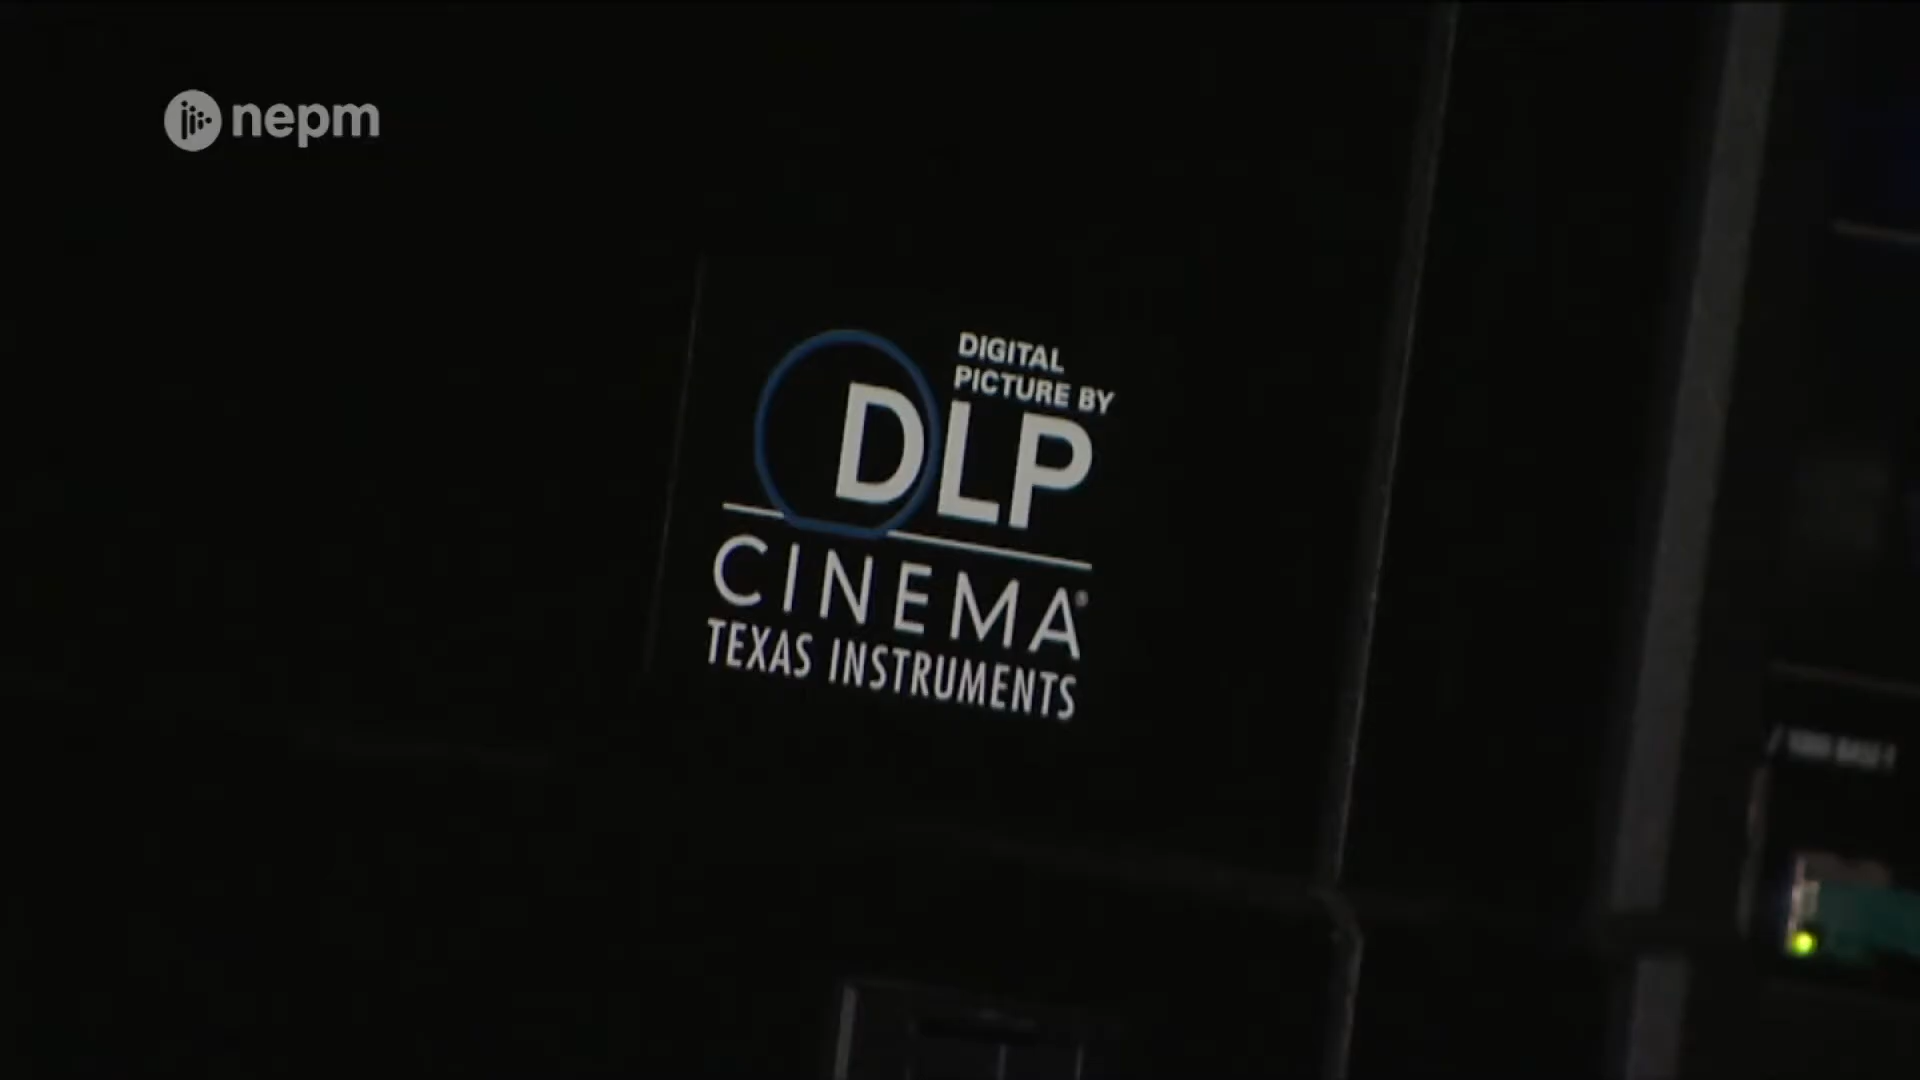 nepm
DIGITAL
PICTURE BY
DLP
CINEMA®
TEXAS INSTRUMENTS